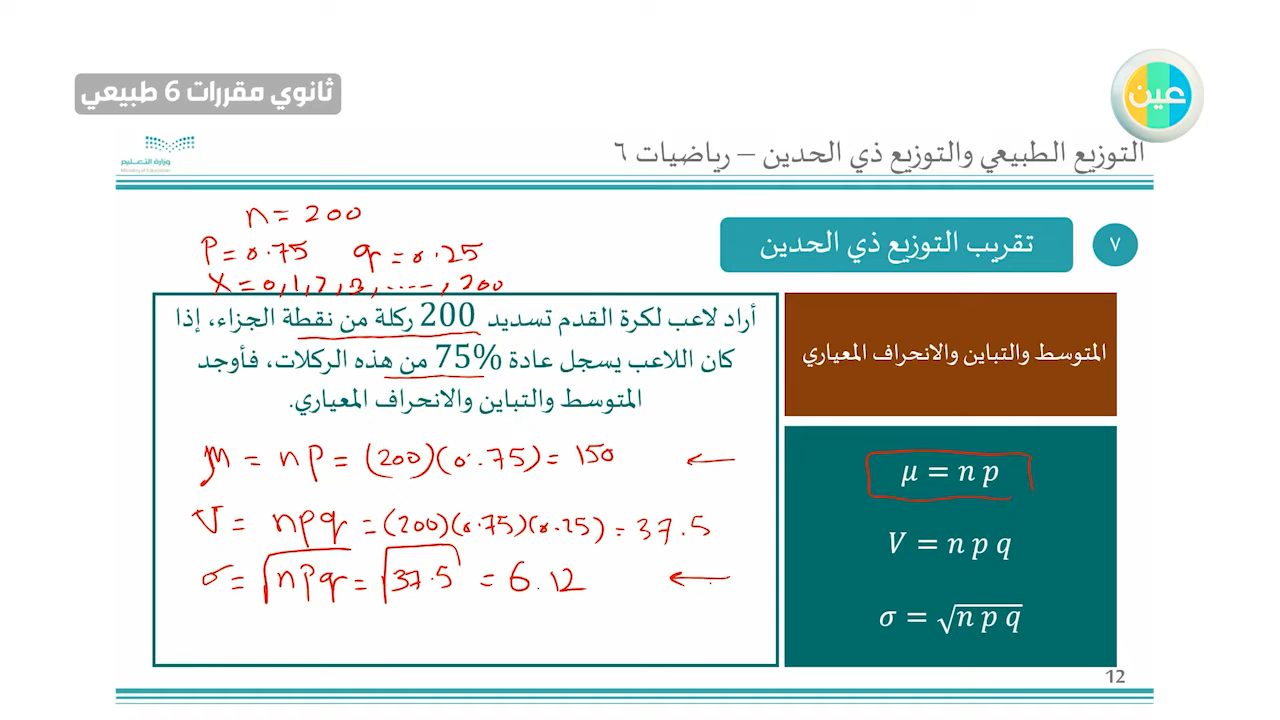 ثانوي مقررات 6 طبيعي
عين
وزارة التعليم
Ministry of Education
التوزيع الطبيعي والتوزيع ذي الحدين – رياضيات ٦
٧
تقريب التوزيع ذي الحدين
n = 200
P = 0.75 q = 0.25
X = 0, 1, 2, 3, ....., 200
المتوسط والتباين والانحراف المعياري
أراد لاعب لكرة القدم تسديد 200 ركلة من نقطة الجزاء، إذا
كان اللاعب يسجل عادة 75% من هذه الركلات، فأوجد
المتوسط والتباين والانحراف المعياري.
μ = n p = (200)(0.75) = 150 ←
V = n p q = (200)(0.75)(0.25) = 37.5
σ = √npq = √37.5 = 6.12 ←
μ = n p
V = n p q
σ = √n p q
12